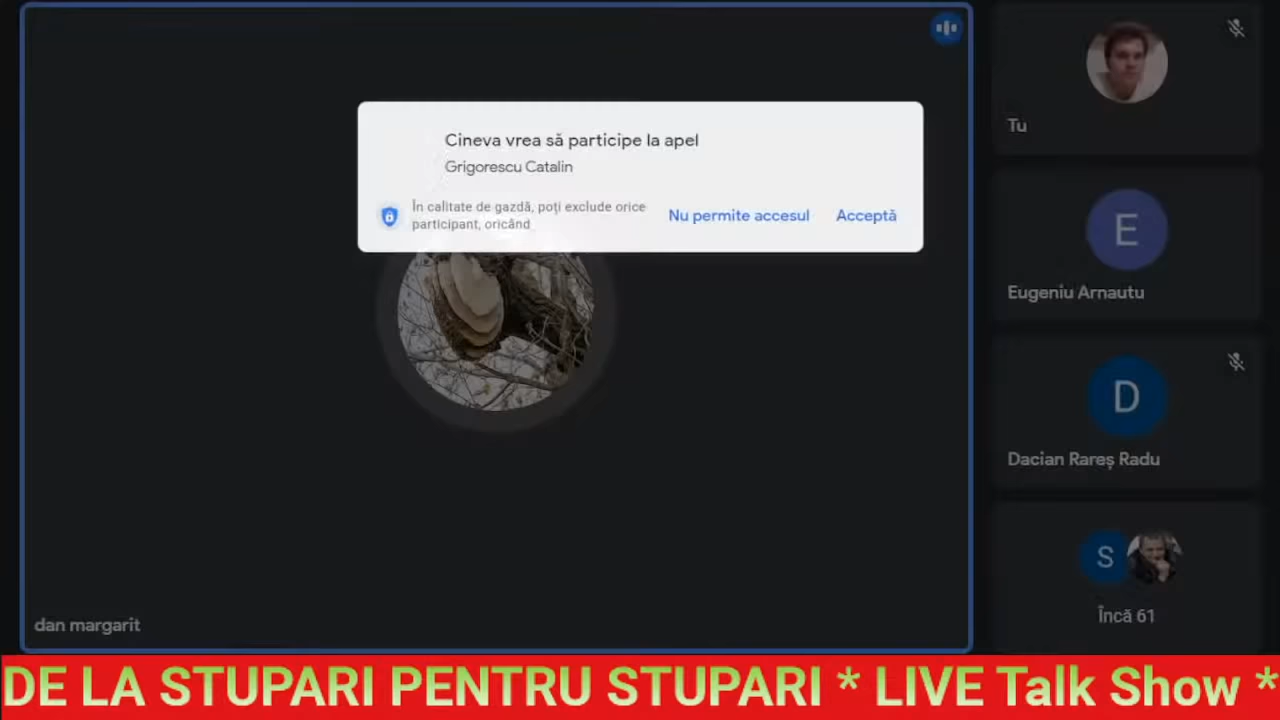 Cineva vrea să participe la apel
Grigorescu Catalin
În calitate de gazdă, poți exclude orice
participant, oricând
Nu permite accesul
Acceptă
Tu
E
Eugeniu Arnautu
D
Dacian Rareș Radu
S
Încă 61
dan margarit
DE LA STUPARI PENTRU STUPARI * LIVE Talk Show *